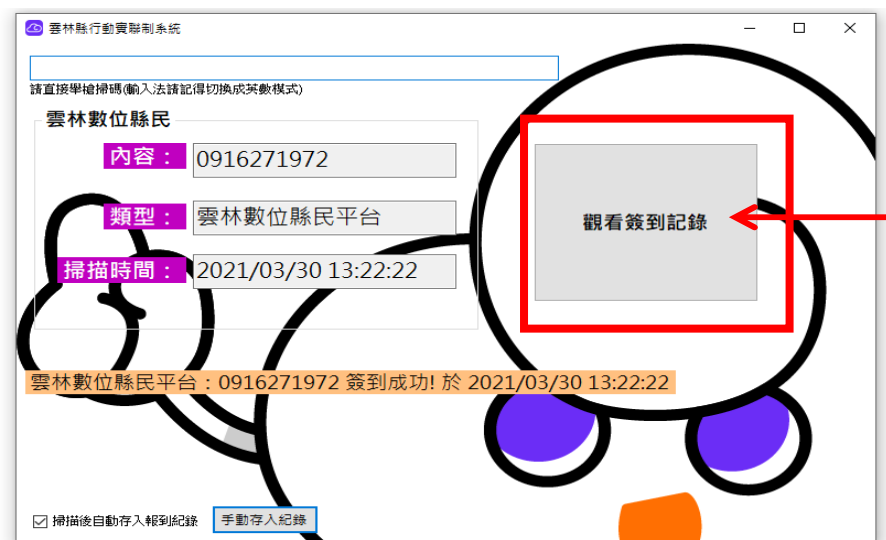 雲林縣行動實聯制系統
請直接舉槍掃碼(輸入法請記得切換成英數模式)
雲林數位縣民
內容：
0916271972
類型：
雲林數位縣民平台
掃描時間：
2021/03/30 13:22:22
觀看簽到記錄
雲林數位縣民平台：0916271972 簽到成功! 於 2021/03/30 13:22:22
掃描後自動存入報到紀錄
手動存入紀錄